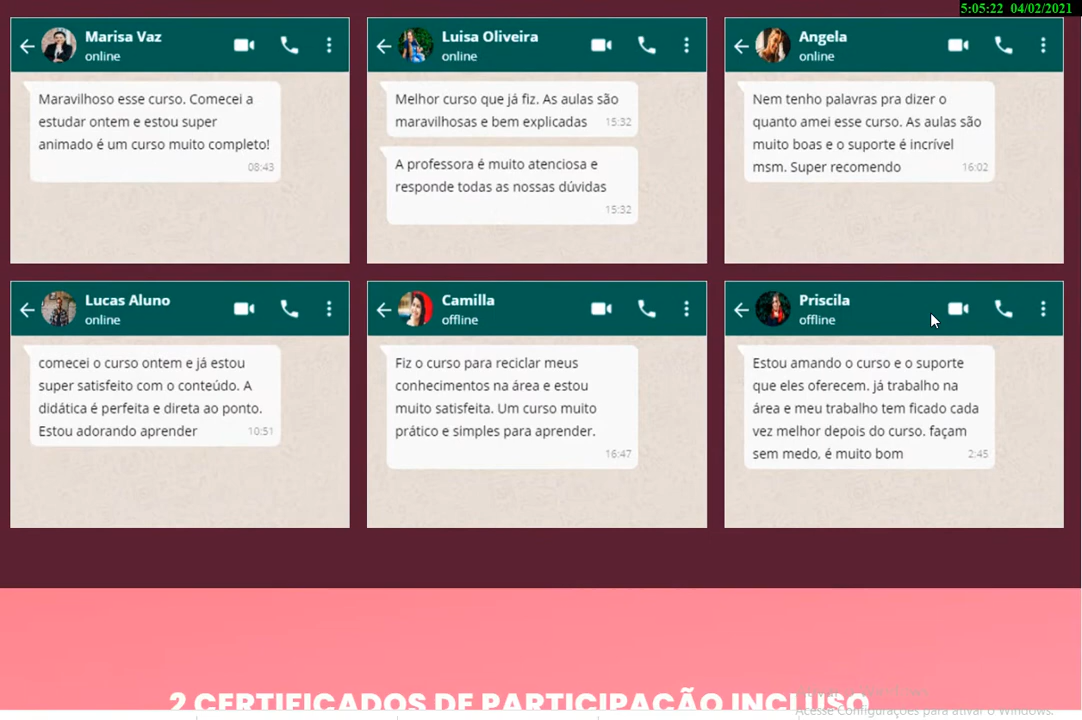 5:05:22 04/02/2021
Marisa Vaz
online
Maravilhoso esse curso. Comecei a
estudar ontem e estou super
animado é um curso muito completo!
08:43
Luisa Oliveira
online
Melhor curso que já fiz. As aulas são
maravilhosas e bem explicadas 15:32
A professora é muito atenciosa e
responde todas as nossas dúvidas
15:32
Angela
online
Nem tenho palavras pra dizer o
quanto amei esse curso. As aulas são
muito boas e o suporte é incrível
msm. Super recomendo 16:02
Lucas Aluno
online
comecei o curso ontem e já estou
super satisfeito com o conteúdo. A
didática é perfeita e direta ao ponto.
Estou adorando aprender 10:51
Camilla
offline
Fiz o curso para reciclar meus
conhecimentos na área e estou
muito satisfeita. Um curso muito
prático e simples para aprender.
16:47
Priscila
offline
Estou amando o curso e o suporte
que eles oferecem. já trabalho na
área e meu trabalho tem ficado cada
vez melhor depois do curso. façam
sem medo, é muito bom 2:45
2 CERTIFICADOS DE PARTICIPAÇÃO INCLUSO
Acesse Configurações para ativar o Windows.